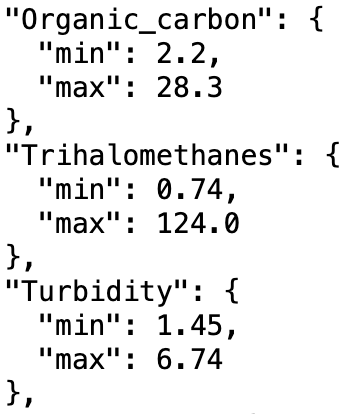 "Organic_carbon": {
  "min": 2.2,
  "max": 28.3
},
"Trihalomethanes": {
  "min": 0.74,
  "max": 124.0
},
"Turbidity": {
  "min": 1.45,
  "max": 6.74
},